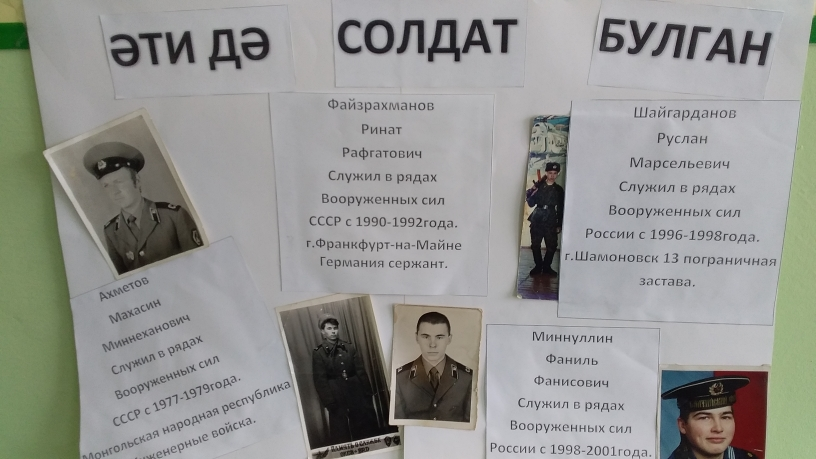 ӘТИ ДӘ СОЛДАТ БУЛГАН
Файзрахманов
Ринат
Рафгатович
Служил в рядах
Вооруженных сил
СССР с 1990-1992года.
г.Франкфурт-на-Майне
Германия сержант.
Шайгарданов
Руслан
Марсельевич
Служил в рядах
Вооруженных сил
России с 1996-1998года.
г.Шамоновск 13 пограничная
застава.
Ахметов
Махасин
Миннеханович
Служил в рядах
Вооруженных сил
СССР с 1977-1979года.
Монгольская народная республика
инженерные войска.
Миннуллин
Фаниль
Фанисович
Служил в рядах
Вооруженных сил
России с 1998-2001года.
ПАМЯТЬ О СЛУЖБЕ